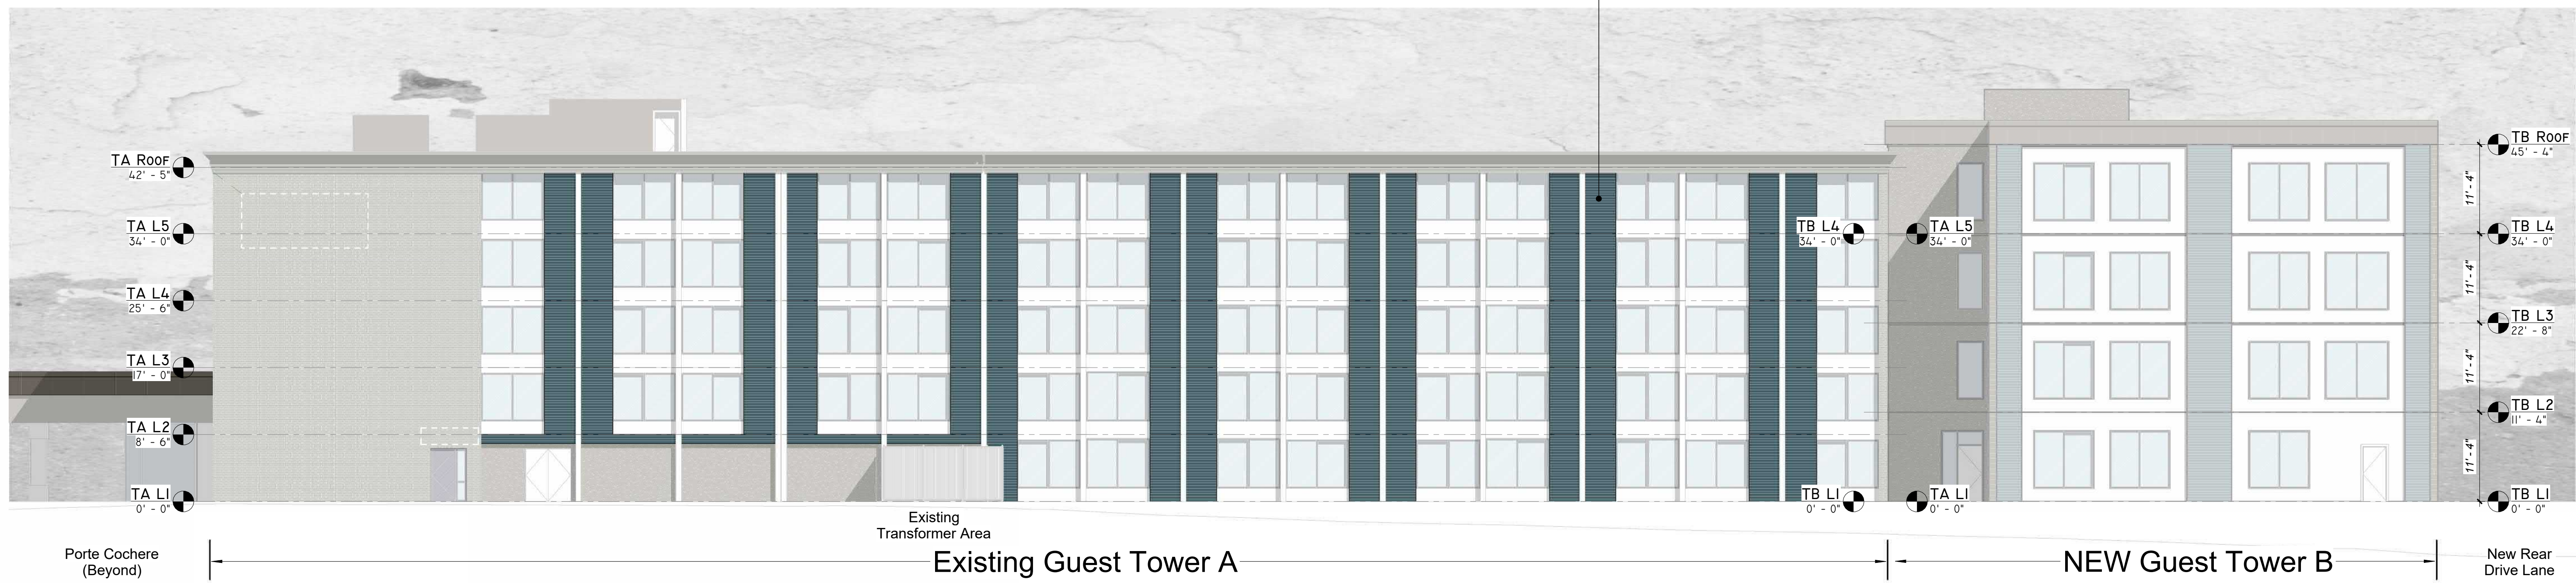 TA ROOF
42' - 5"
TA L5
34' - 0"
TA L4
25' - 6"
TA L3
17' - 0"
TA L2
8' - 6"
TA L1
0' - 0"
TB L4
34' - 0"
TA L5
34' - 0"
TB L1
0' - 0"
TA L1
0' - 0"
TB ROOF
45' - 4"
11' - 4"
TB L4
34' - 0"
11' - 4"
TB L3
22' - 8"
11' - 4"
TB L2
11' - 4"
11' - 4"
TB L1
0' - 0"
Existing
Transformer Area
Porte Cochere
(Beyond)
Existing Guest Tower A
NEW Guest Tower B
New Rear
Drive Lane